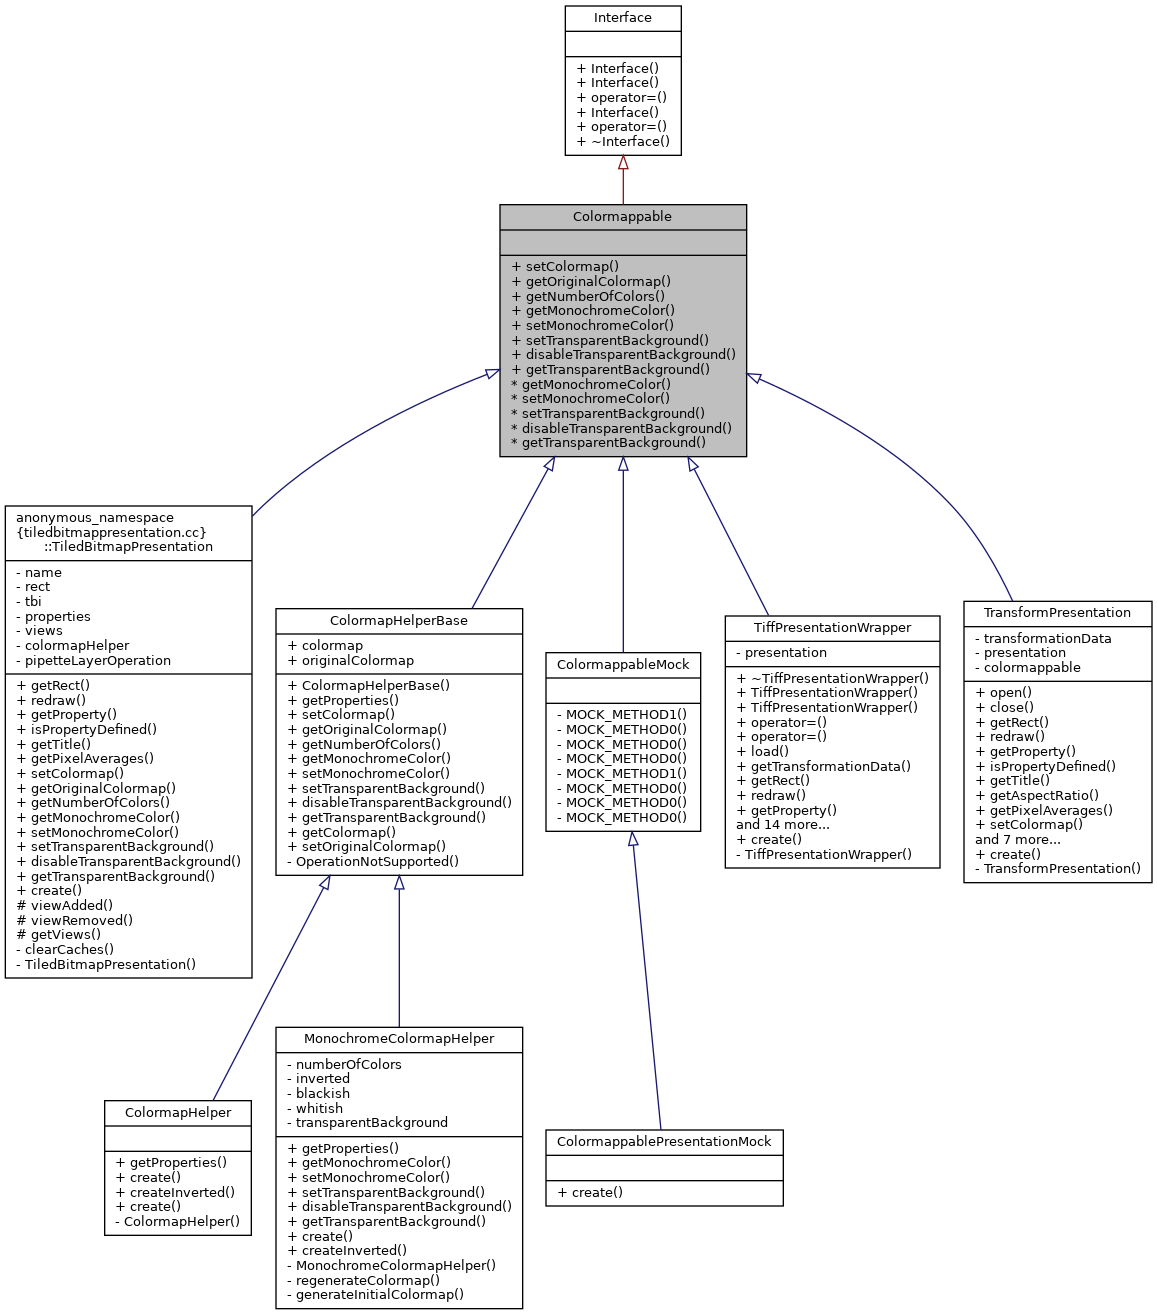 Interface
+ Interface()
+ Interface()
+ operator=()
+ Interface()
+ operator=()
+ ~Interface()
Colormappable
+ setColormap()
+ getOriginalColormap()
+ getNumberOfColors()
+ getMonochromeColor()
+ setMonochromeColor()
+ setTransparentBackground()
+ disableTransparentBackground()
+ getTransparentBackground()
* getMonochromeColor()
* setMonochromeColor()
* setTransparentBackground()
* disableTransparentBackground()
* getTransparentBackground()
anonymous_namespace
{tiledbitmappresentation.cc}
::TiledBitmapPresentation
- name
- rect
- tbi
- properties
- views
- colormapHelper
- pipetteLayerOperation
+ getRect()
+ redraw()
+ getProperty()
+ isPropertyDefined()
+ getTitle()
+ getPixelAverages()
+ setColormap()
+ getOriginalColormap()
+ getNumberOfColors()
+ getMonochromeColor()
+ setMonochromeColor()
+ setTransparentBackground()
+ disableTransparentBackground()
+ getTransparentBackground()
+ create()
# viewAdded()
# viewRemoved()
# getViews()
- clearCaches()
- TiledBitmapPresentation()
ColormapHelperBase
+ colormap
+ originalColormap
+ ColormapHelperBase()
+ getProperties()
+ setColormap()
+ getOriginalColormap()
+ getNumberOfColors()
+ getMonochromeColor()
+ setMonochromeColor()
+ setTransparentBackground()
+ disableTransparentBackground()
+ getTransparentBackground()
+ getColormap()
+ setOriginalColormap()
- OperationNotSupported()
ColormappableMock
- MOCK_METHOD1()
- MOCK_METHOD0()
- MOCK_METHOD0()
- MOCK_METHOD0()
- MOCK_METHOD1()
- MOCK_METHOD0()
- MOCK_METHOD0()
- MOCK_METHOD0()
TiffPresentationWrapper
- presentation
+ ~TiffPresentationWrapper()
+ TiffPresentationWrapper()
+ TiffPresentationWrapper()
+ operator=()
+ operator=()
+ load()
+ getTransformationData()
+ getRect()
+ redraw()
+ getProperty()
and 14 more...
+ create()
- TiffPresentationWrapper()
TransformPresentation
- transformationData
- presentation
- colormappable
+ open()
+ close()
+ getRect()
+ redraw()
+ getProperty()
+ isPropertyDefined()
+ getTitle()
+ getAspectRatio()
+ getPixelAverages()
+ setColormap()
and 7 more...
+ create()
- TransformPresentation()
ColormapHelper
+ getProperties()
+ create()
+ createInverted()
+ create()
- ColormapHelper()
MonochromeColormapHelper
- numberOfColors
- inverted
- blackish
- whitish
- transparentBackground
+ getProperties()
+ getMonochromeColor()
+ setMonochromeColor()
+ setTransparentBackground()
+ disableTransparentBackground()
+ getTransparentBackground()
+ create()
+ createInverted()
- MonochromeColormapHelper()
- regenerateColormap()
- generateInitialColormap()
ColormappablePresentationMock
+ create()